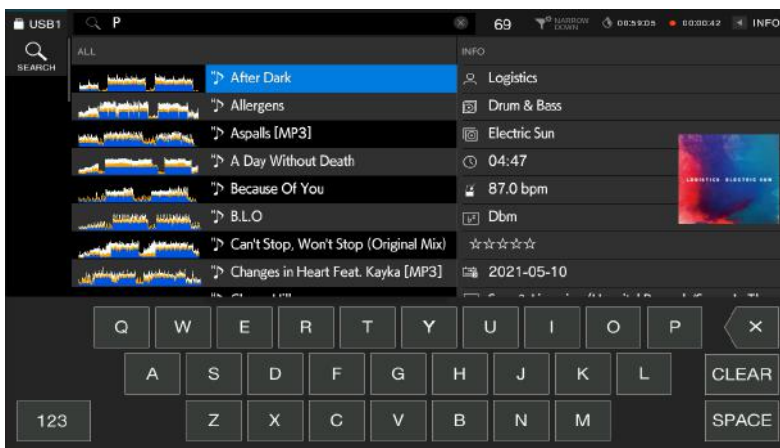 USB1 P 69 NARROW DOWN 00:59:05 00:00:42 INFO
SEARCH ALL INFO
After Dark Logistics
Allergens Drum & Bass
Aspalls [MP3] Electric Sun
A Day Without Death 04:47
Because Of You 87.0 bpm
LOGISTICS ELECTRIC SUN
B.L.O Dbm
Can't Stop, Won't Stop (Original Mix)
Changes in Heart Feat. Kayka [MP3] 2021-05-10
Q W E R T Y U I O P
A S D F G H J K L CLEAR
123 Z X C V B N M SPACE